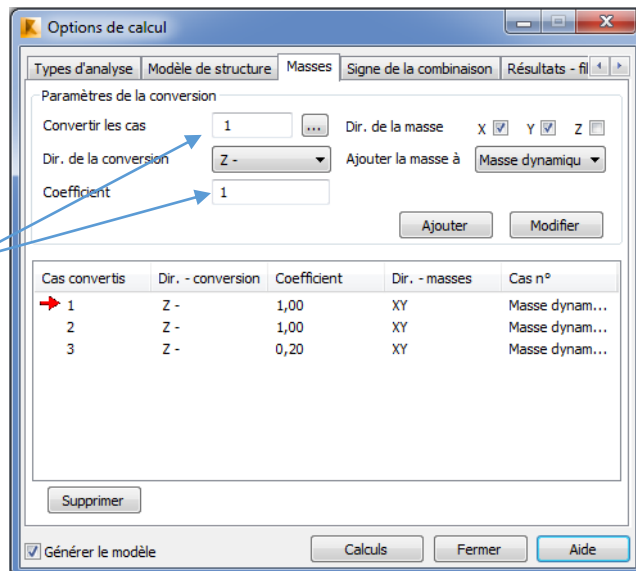 Options de calcul
Types d'analyse Modèle de structure Masses Signe de la combinaison Résultats - fil
Paramètres de la conversion
Convertir les cas 1 ... Dir. de la masse X Y Z
Dir. de la conversion Z - Ajouter la masse à Masse dynamiqu
Coefficient 1
Ajouter Modifier
Cas convertis Dir. - conversion Coefficient Dir. - masses Cas n°
1 Z - 1,00 XY Masse dynam...
2 Z - 1,00 XY Masse dynam...
3 Z - 0,20 XY Masse dynam...
Supprimer
Générer le modèle Calculs Fermer Aide